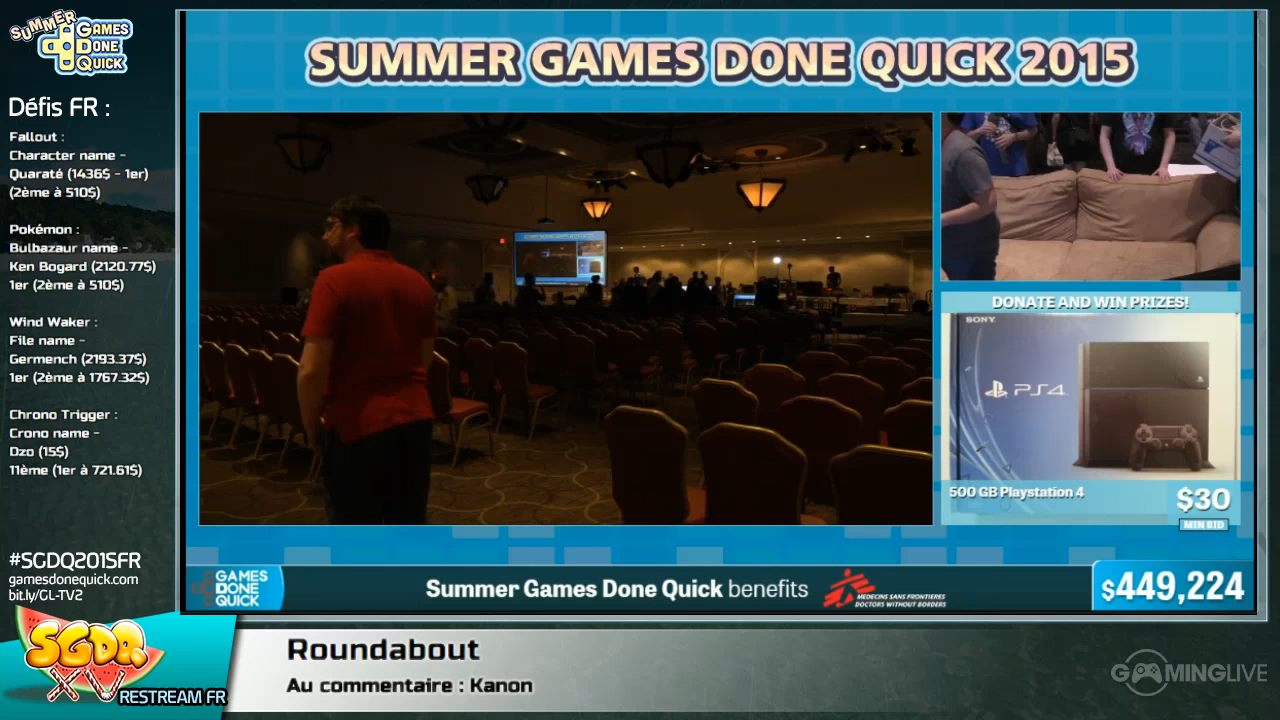 SUMMER
GAMES
DONE
QUICK
Défis FR :
Fallout :
Character name -
Quaraté (1436$ - 1er)
(2ème à 510$)
Pokémon :
Bulbazaur name -
Ken Bogard (2120.77$)
1er (2ème à 510$)
Wind Waker :
File name -
Germench (2193.37$)
1er (2ème à 1767.32$)
Chrono Trigger :
Crono name -
Dzo (15$)
11ème (1er à 721.61$)
#SGDQ2015FR
gamesdonequick.com
bit.ly/GL-TV2
SGDQ
XV
RESTREAM FR
SUMMER GAMES DONE QUICK 2015
DONATE AND WIN PRIZES!
SONY
PS4
500 GB Playstation 4
$30
MIN BID
GAMES
DONE
QUICK
Summer Games Done Quick benefits
MEDECINS SANS FRONTIERES
DOCTORS WITHOUT BORDERS
$449,224
Roundabout
Au commentaire : Kanon
GAMINGLIVE